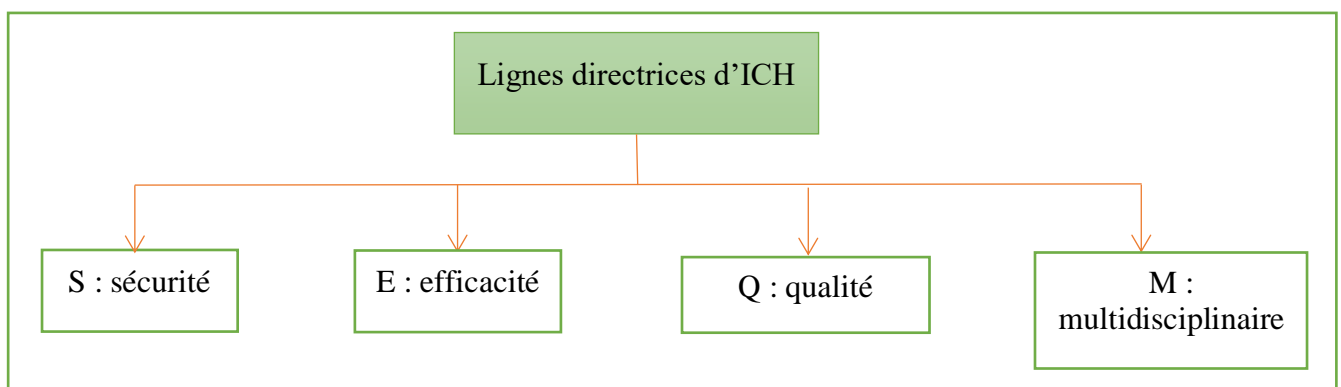 Lignes directrices d’ICH
S : sécurité
E : efficacité
Q : qualité
M :
multidisciplinaire